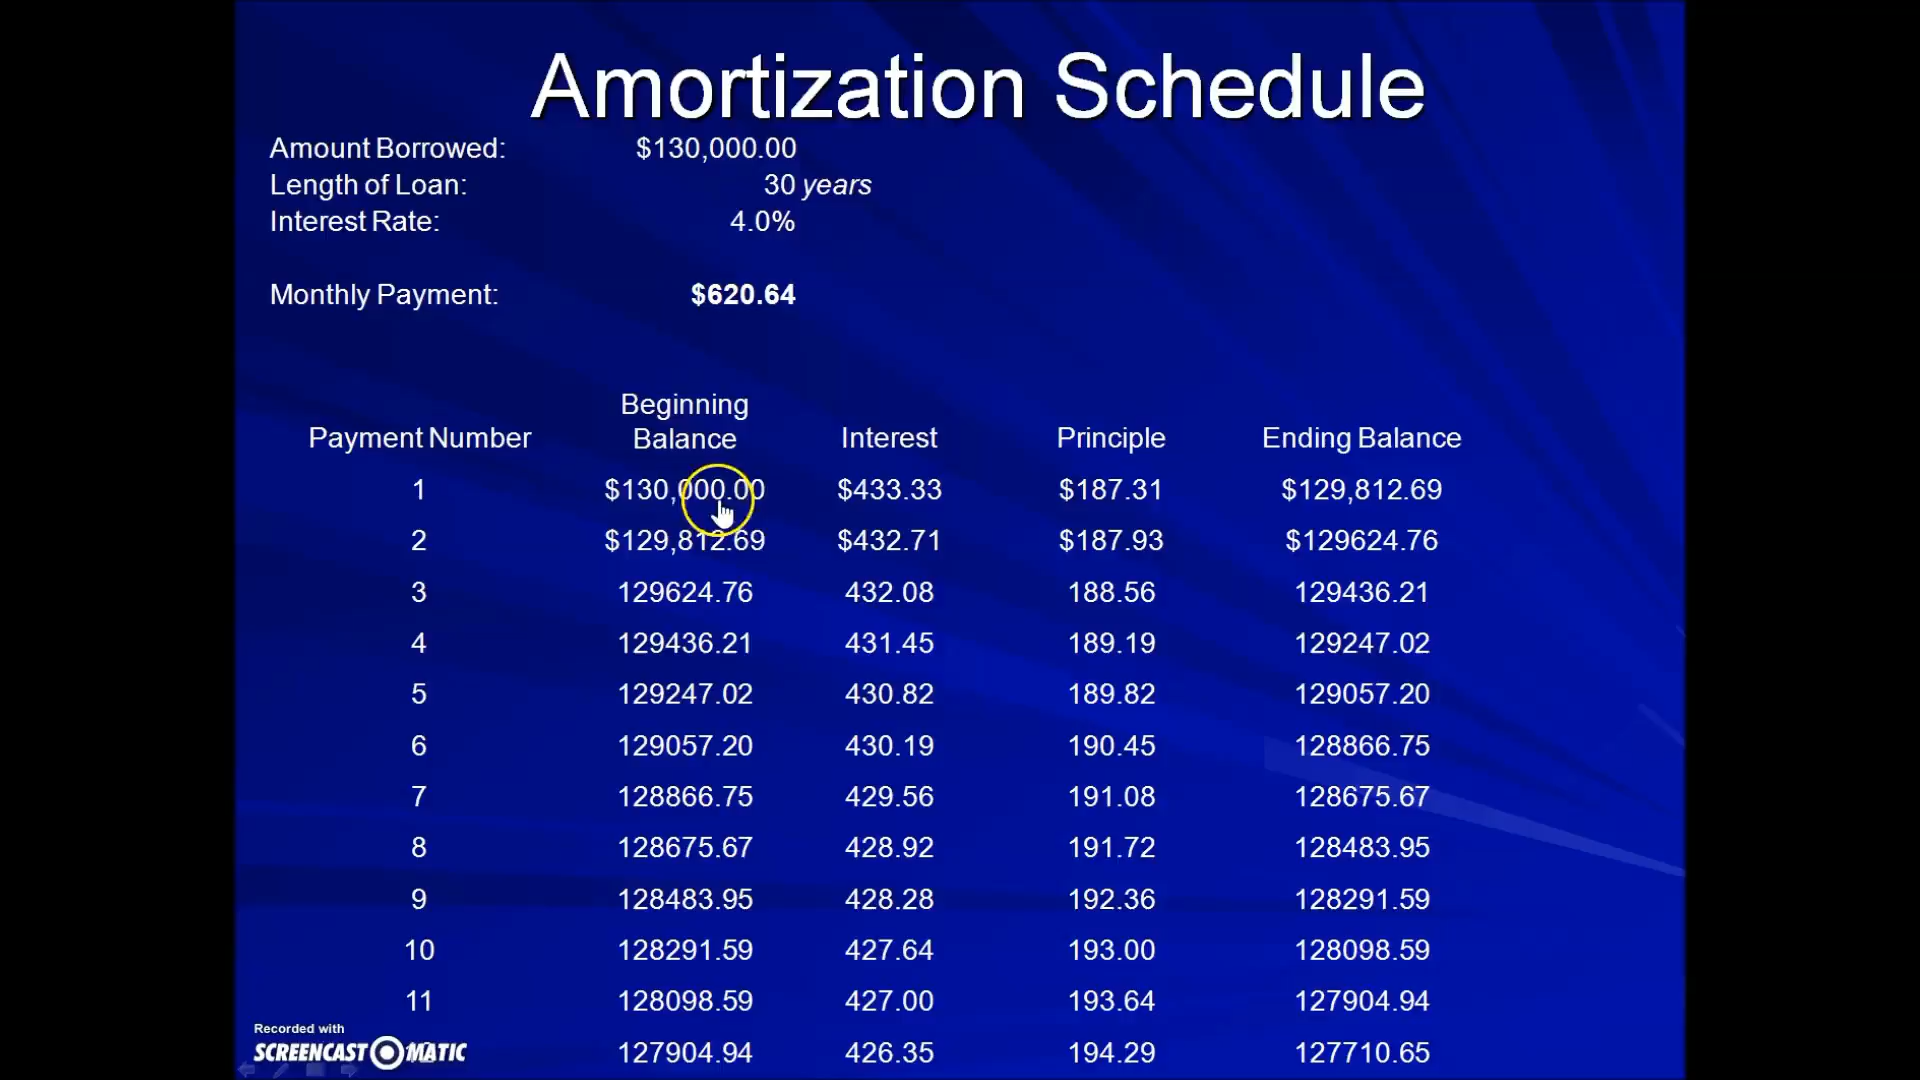 Amortization Schedule
Amount Borrowed: $130,000.00
Length of Loan: 30 years
Interest Rate: 4.0%
Monthly Payment: $620.64
Payment Number Beginning Balance Interest Principle Ending Balance
1 $130,000.00 $433.33 $187.31 $129,812.69
2 $129,812.69 $432.71 $187.93 $129624.76
3 129624.76 432.08 188.56 129436.21
4 129436.21 431.45 189.19 129247.02
5 129247.02 430.82 189.82 129057.20
6 129057.20 430.19 190.45 128866.75
7 128866.75 429.56 191.08 128675.67
8 128675.67 428.92 191.72 128483.95
9 128483.95 428.28 192.36 128291.59
10 128291.59 427.64 193.00 128098.59
11 128098.59 427.00 193.64 127904.94
127904.94 426.35 194.29 127710.65
Recorded with
SCREENCAST MATIC